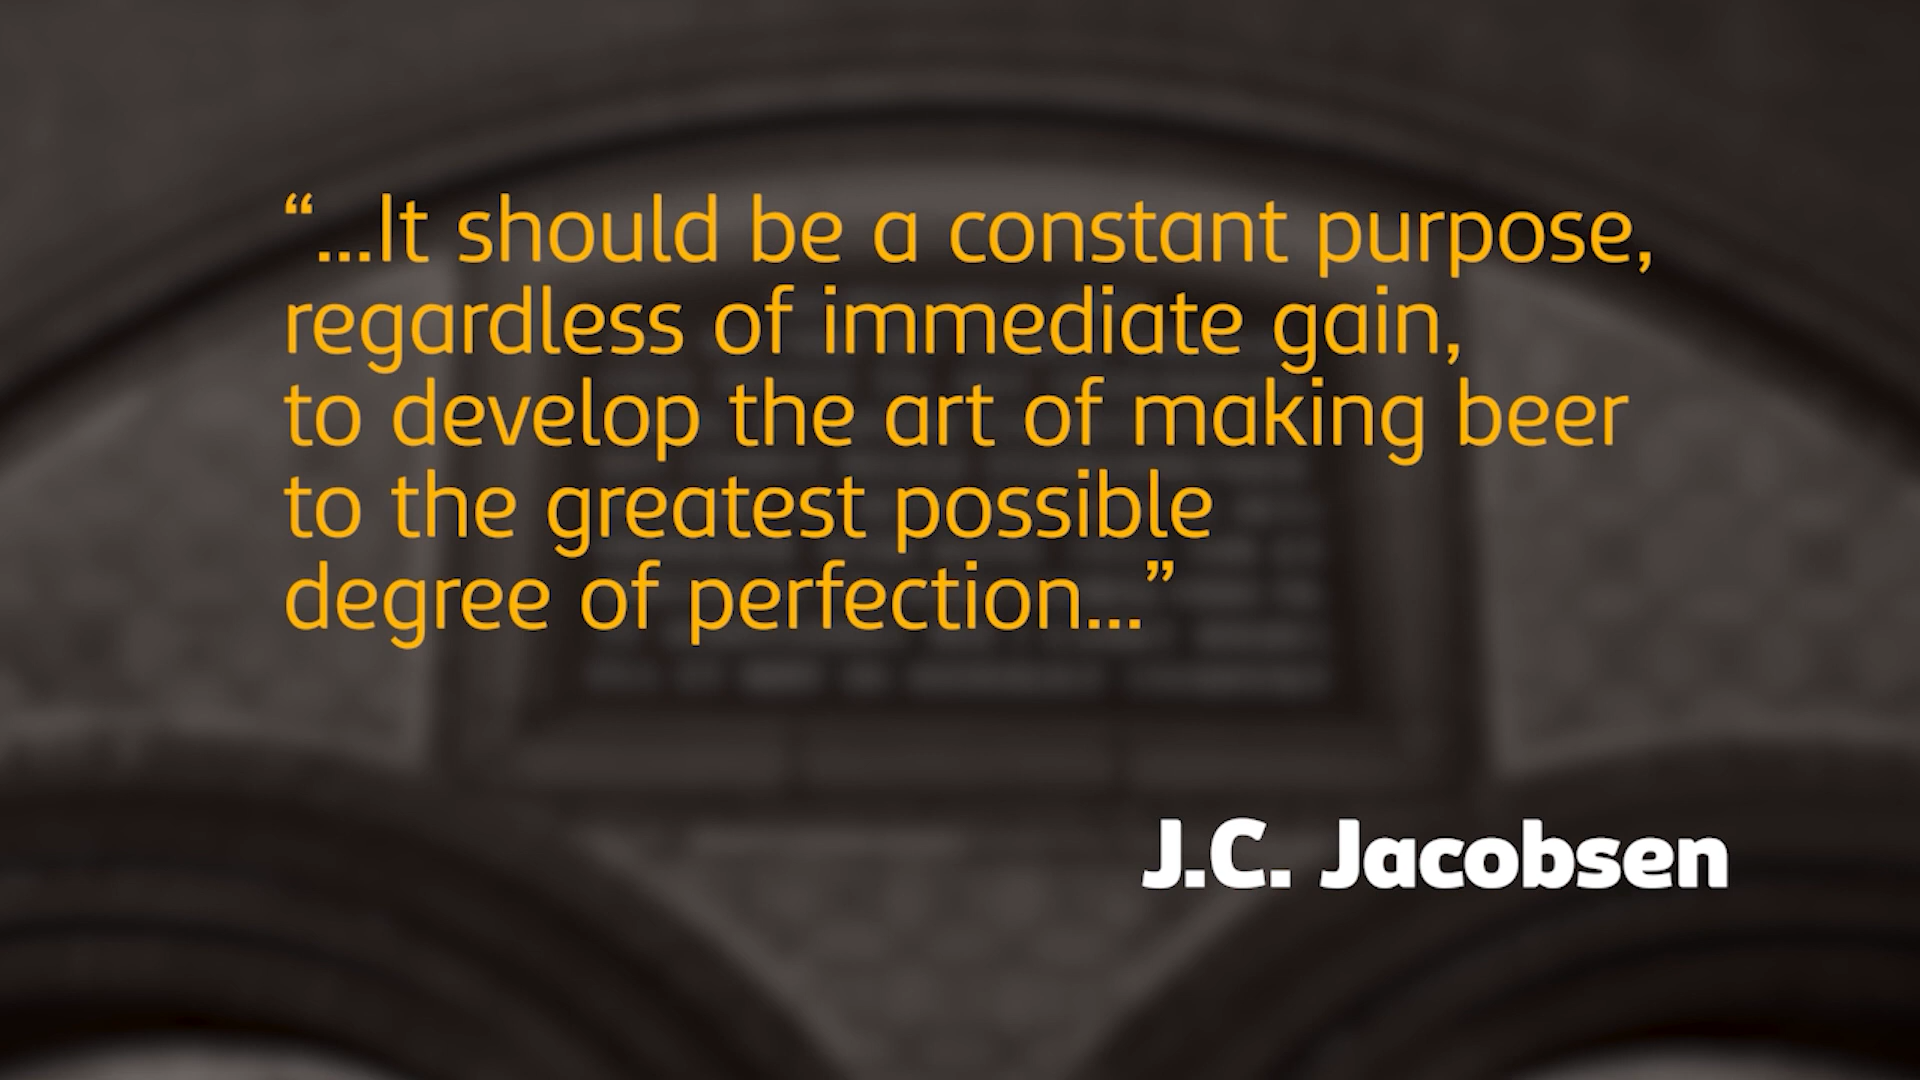 “...It should be a constant purpose,
regardless of immediate gain,
to develop the art of making beer
to the greatest possible
degree of perfection...”
J.C. Jacobsen